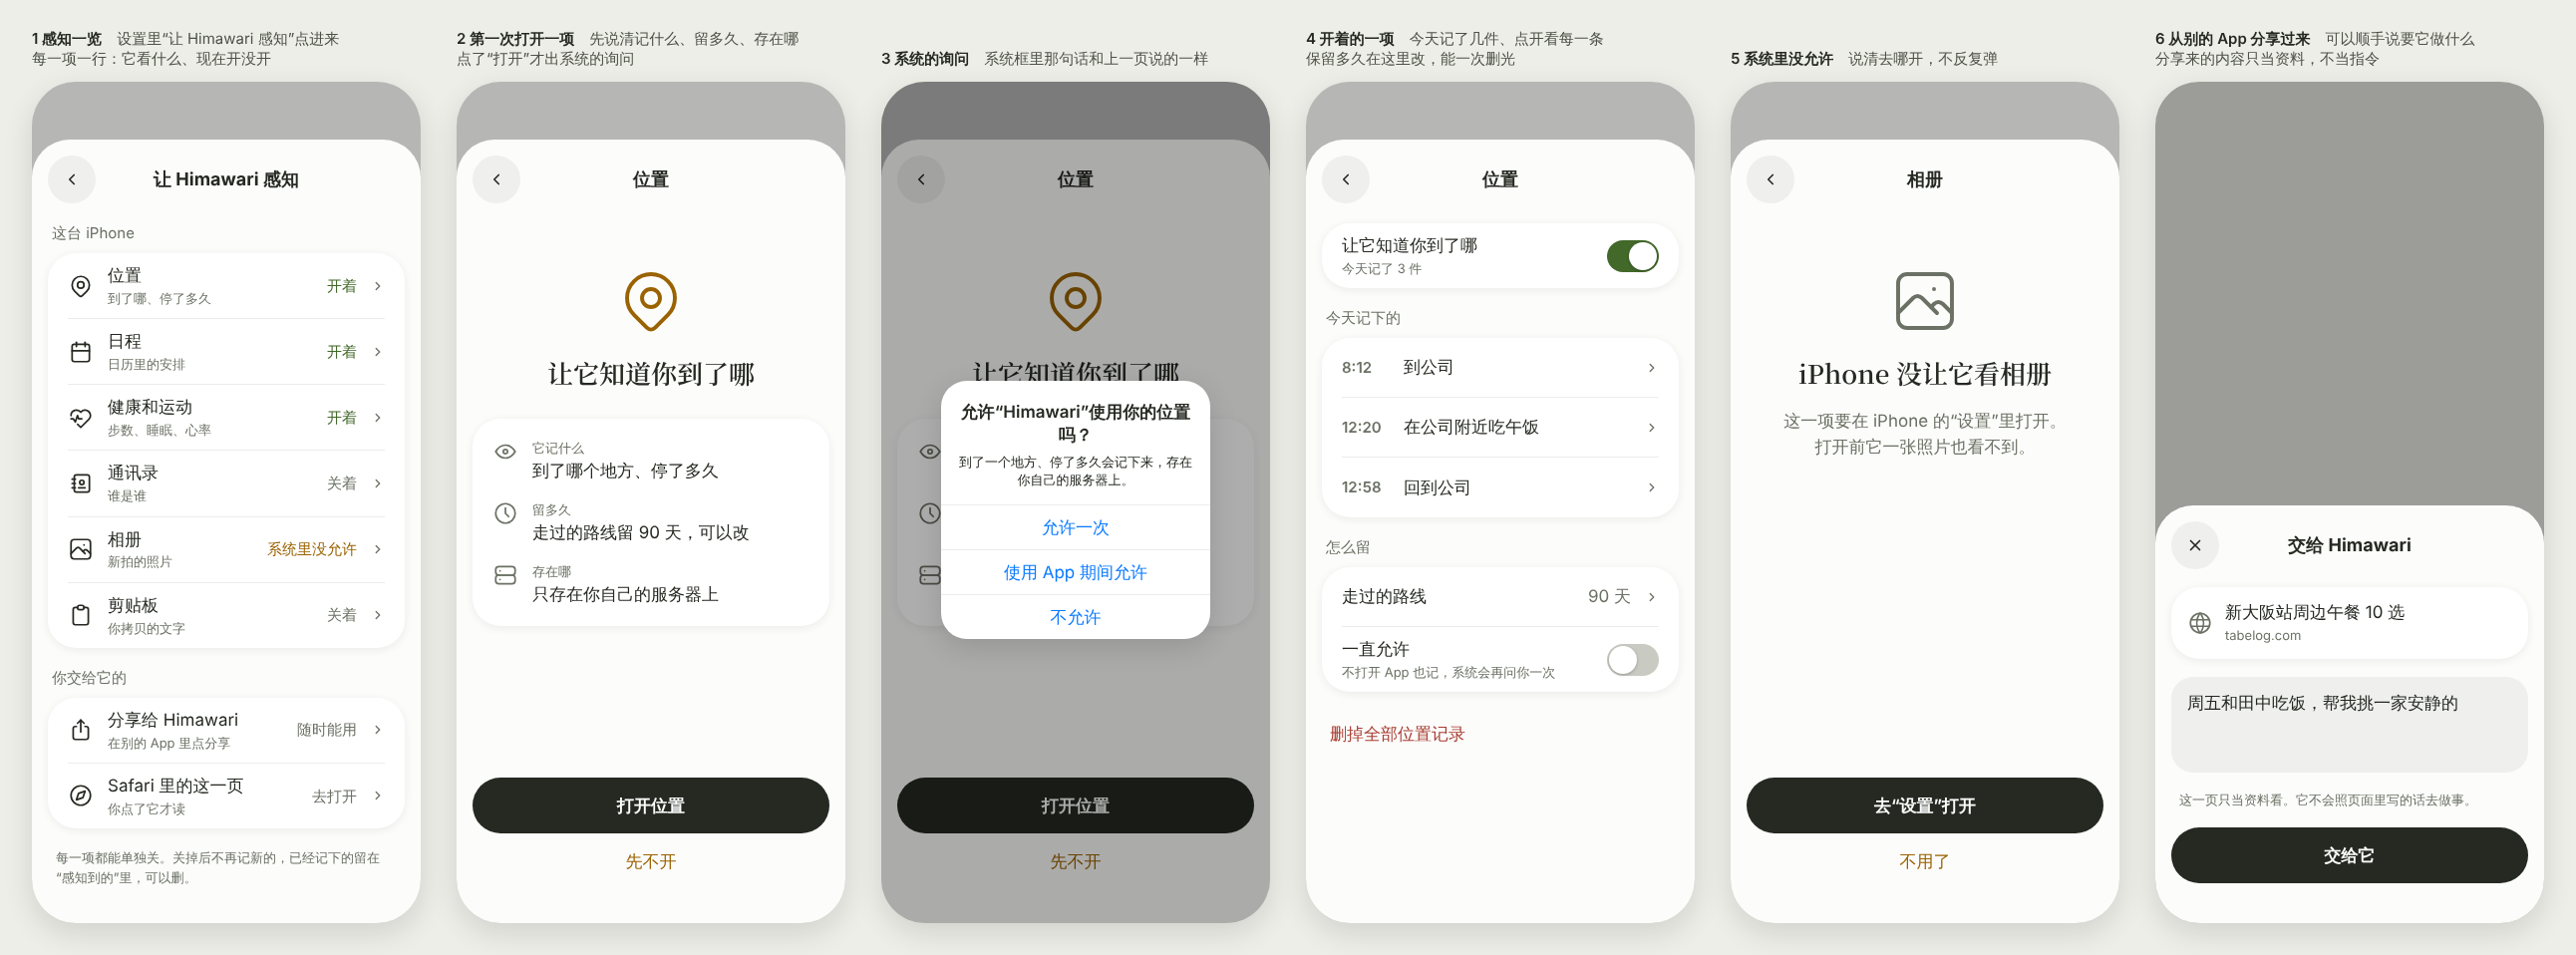 1 感知一览 设置里“让 Himawari 感知”点进来
每一项一行：它看什么、现在开没开
让 Himawari 感知
这台 iPhone
位置
到了哪、停了多久
开着
日程
日历里的安排
开着
健康和运动
步数、睡眠、心率
开着
通讯录
谁是谁
关着
相册
新拍的照片
系统里没允许
剪贴板
你拷贝的文字
关着
你交给它的
分享给 Himawari
在别的 App 里点分享
随时能用
Safari 里的这一页
你点了它才读
去打开
每一项都能单独关。关掉后不再记新的，已经记下的留在
“感知到的”里，可以删。
2 第一次打开一项 先说清记什么、留多久、存在哪
点了“打开”才出系统的询问
位置
让它知道你到了哪
它记什么
到了哪个地方、停了多久
留多久
走过的路线留 90 天，可以改
存在哪
只存在你自己的服务器上
打开位置
先不开
3 系统的询问 系统框里那句话和上一页说的一样
位置
让它知道你到了哪
允许“Himawari”使用你的位置
吗？
到了一个地方、停了多久会记下来，存在
你自己的服务器上。
允许一次
使用 App 期间允许
不允许
打开位置
先不开
4 开着的一项 今天记了几件、点开看每一条
保留多久在这里改，能一次删光
位置
让它知道你到了哪
今天记了 3 件
今天记下的
8:12 到公司
12:20 在公司附近吃午饭
12:58 回到公司
怎么留
走过的路线 90 天
一直允许
不打开 App 也记，系统会再问你一次
删掉全部位置记录
5 系统里没允许 说清去哪开，不反复弹
相册
iPhone 没让它看相册
这一项要在 iPhone 的“设置”里打开。
打开前它一张照片也看不到。
去“设置”打开
不用了
6 从别的 App 分享过来 可以顺手说要它做什么
分享来的内容只当资料，不当指令
交给 Himawari
新大阪站周边午餐 10 选
tabelog.com
周五和田中吃饭，帮我挑一家安静的
这一页只当资料看。它不会照页面里写的话去做事。
交给它